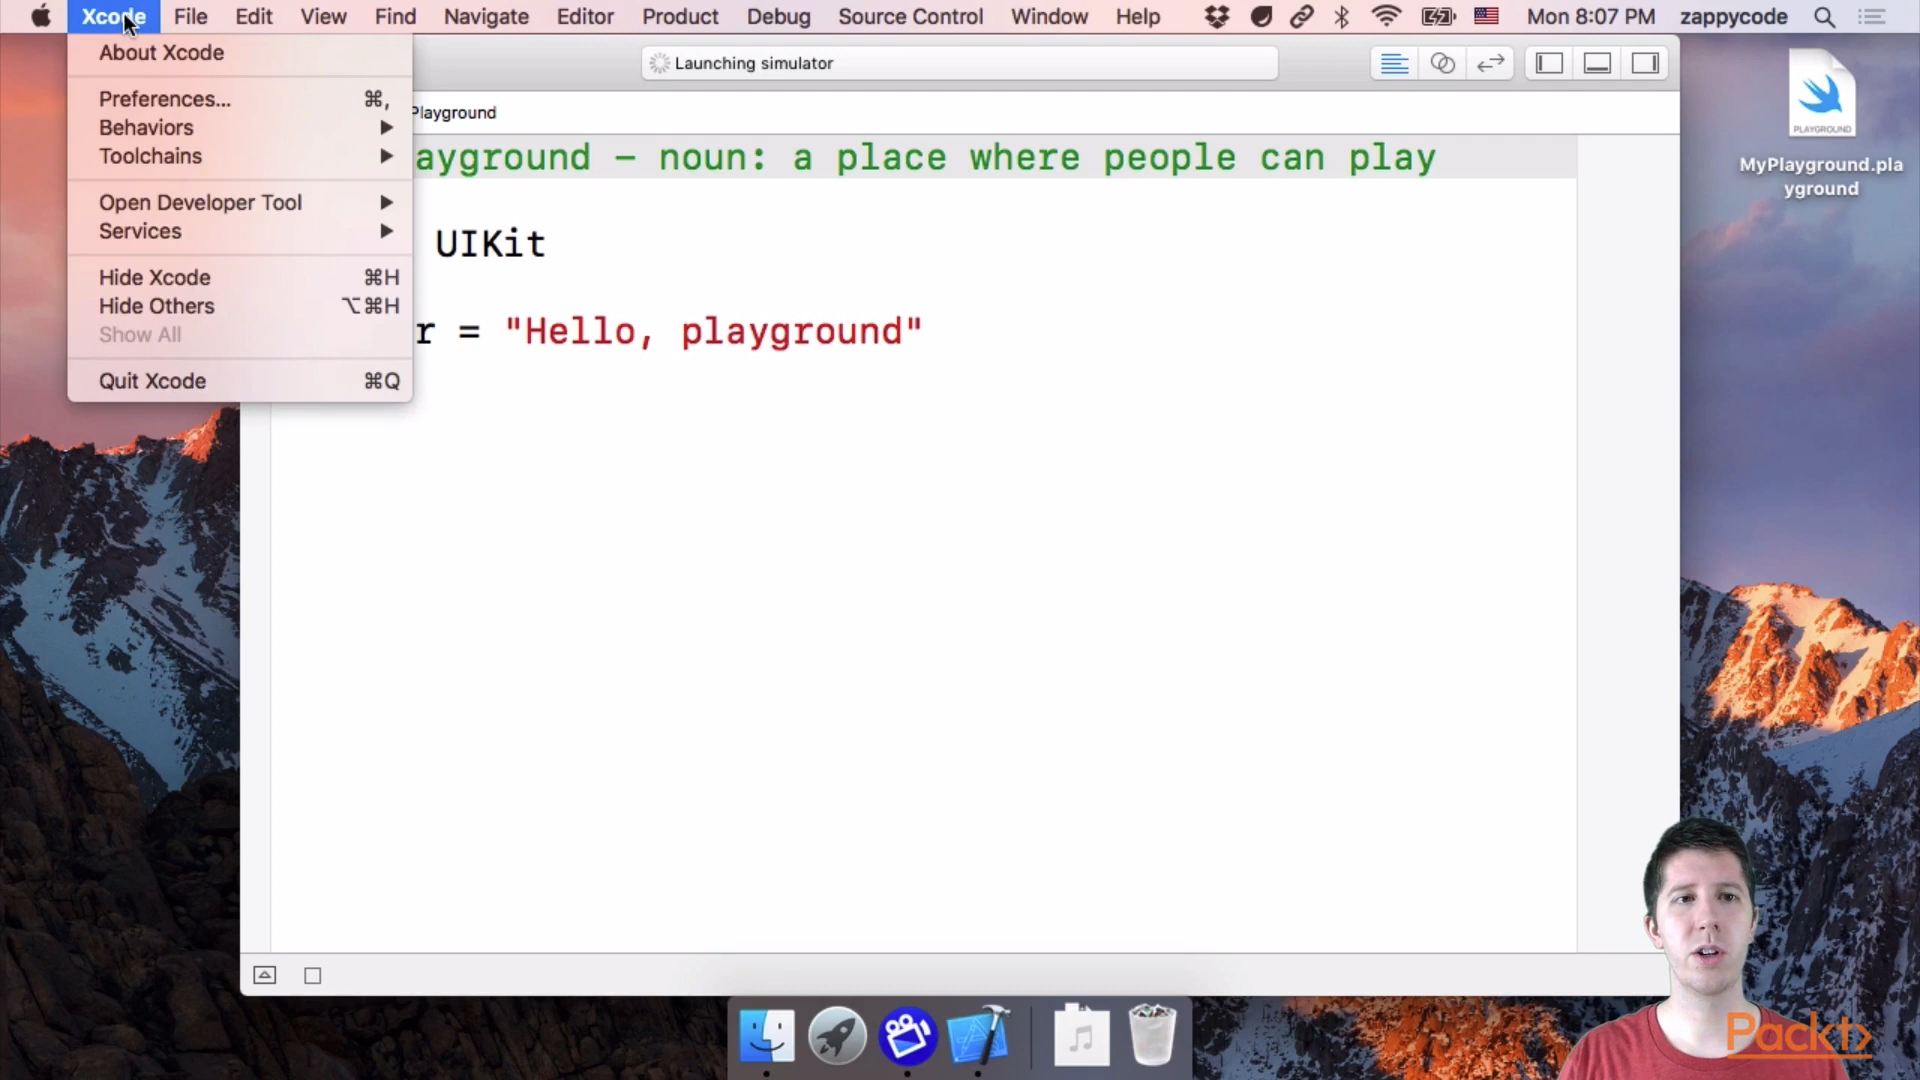 Xcode File Edit View Find Navigate Editor Product Debug Source Control Window Help Mon 8:07 PM zappycode
About Xcode
Preferences... ⌘,
Behaviors
Toolchains
Open Developer Tool
Services
Hide Xcode ⌘H
Hide Others ⌥⌘H
Show All
Quit Xcode ⌘Q
Launching simulator
Playground
ayground – noun: a place where people can play
UIKit
r = "Hello, playground"
PLAYGROUND
MyPlayground.pla
yground
Packt>